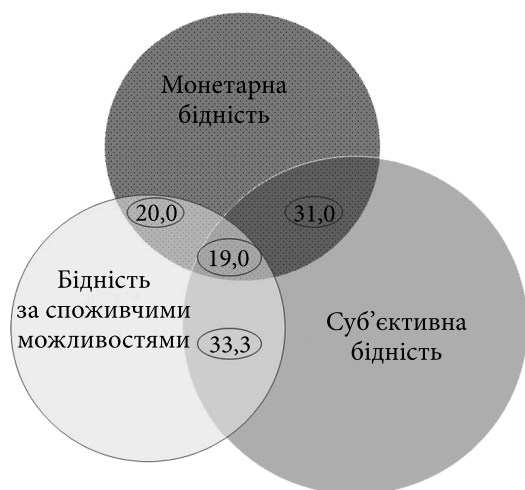 Монетарна
бідність
20,0
31,0
19,0
Бідність
за споживчими
можливостями
33,3
Суб’єктивна
бідність